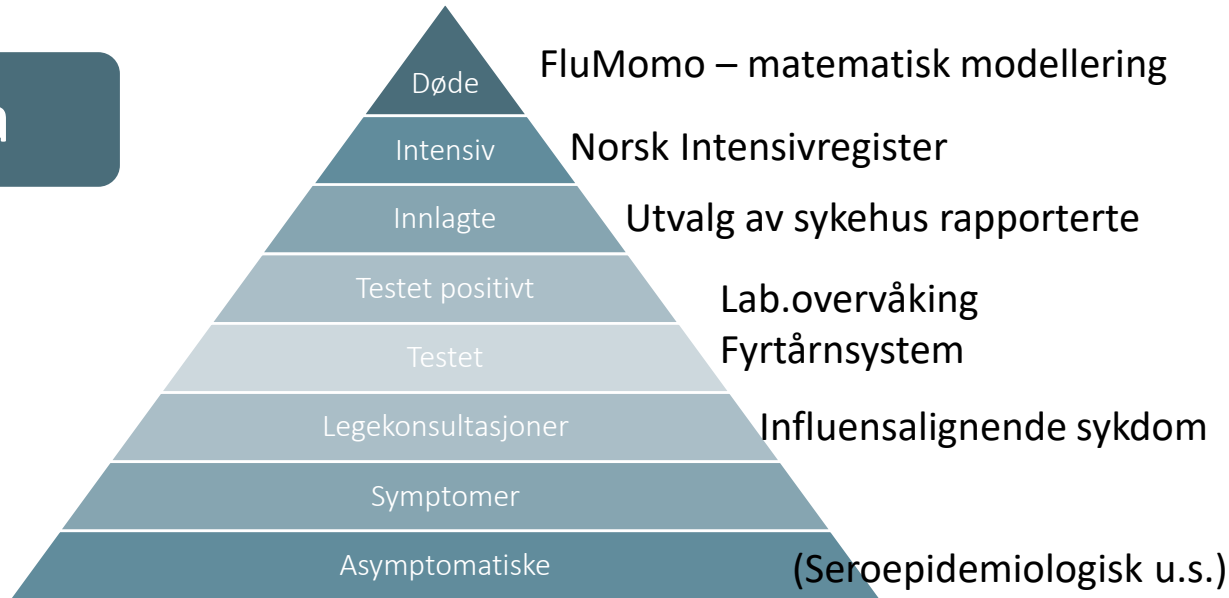 Døde
FluMomo – matematisk modellering
Intensiv
Norsk Intensivregister
Innlagte
Utvalg av sykehus rapporterte
Testet positivt
Lab.overvåking
Testet
Fyrtårnsystem
Legekonsultasjoner
Influensalignende sykdom
Symptomer
Asymptomatiske
(Seroepidemiologisk u.s.)